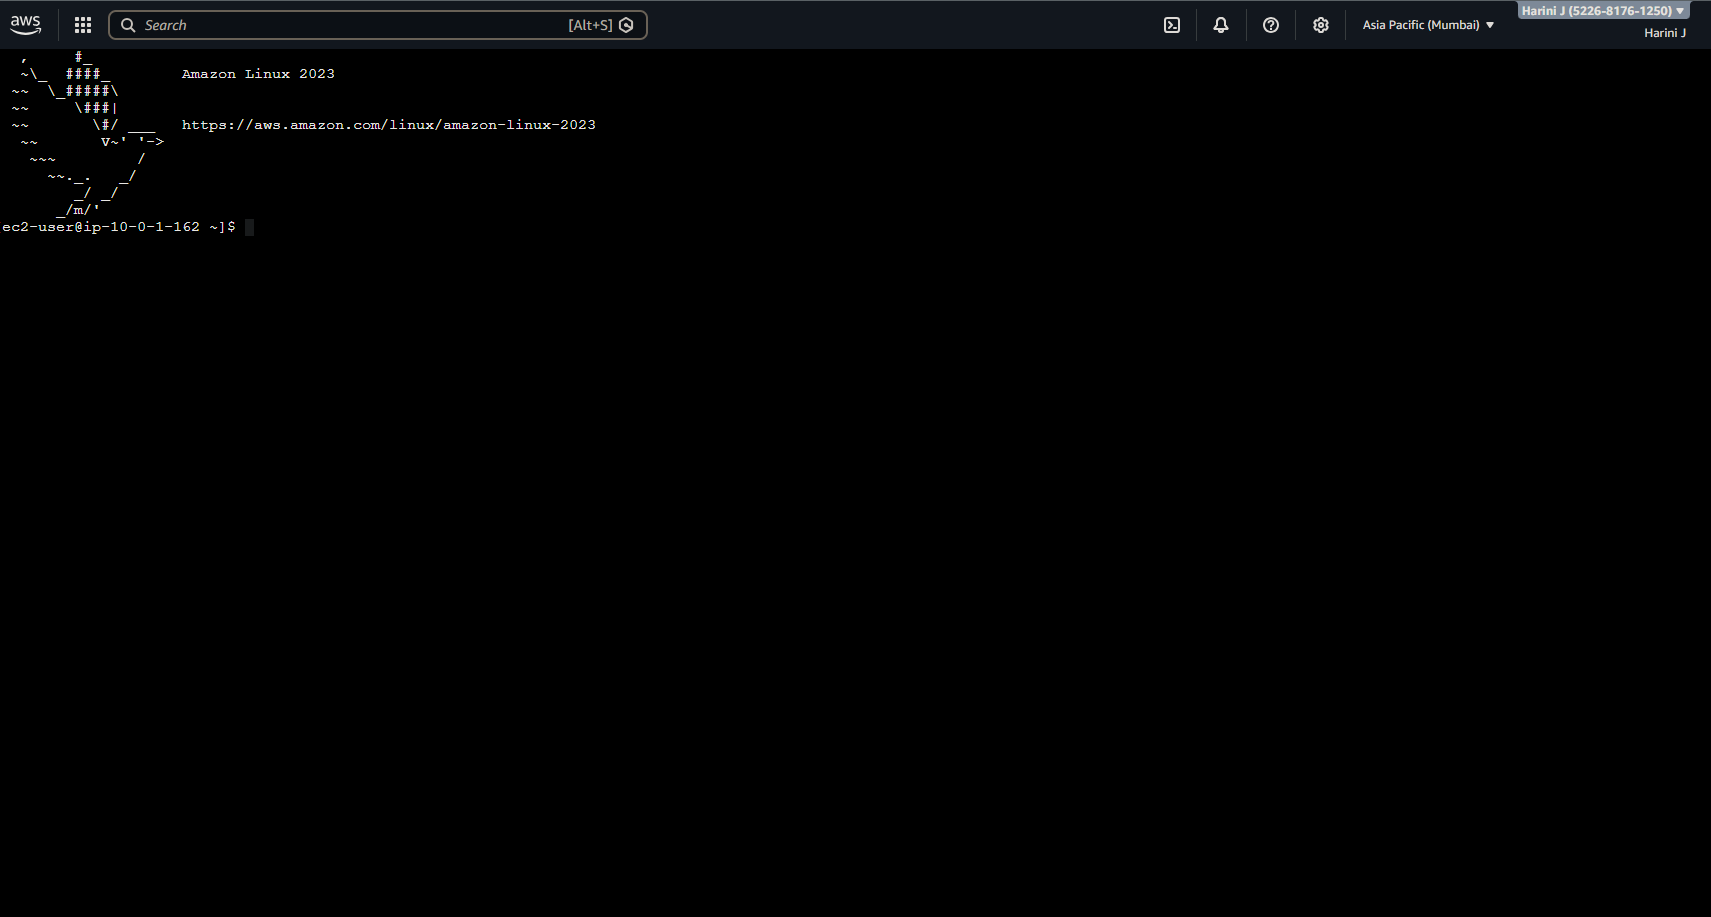 aws
Search [Alt+S]
Asia Pacific (Mumbai)
Harini J (5226-8176-1250)
Harini J
   ,     #_
  ~\_  ####_        Amazon Linux 2023
 ~~  \_#####\
 ~~     \###|
 ~~       \#/ ___   https://aws.amazon.com/linux/amazon-linux-2023
  ~~       V~' '->
   ~~~         /
     ~~._.   _/
        _/ _/
      _/m/'
ec2-user@ip-10-0-1-162 ~]$